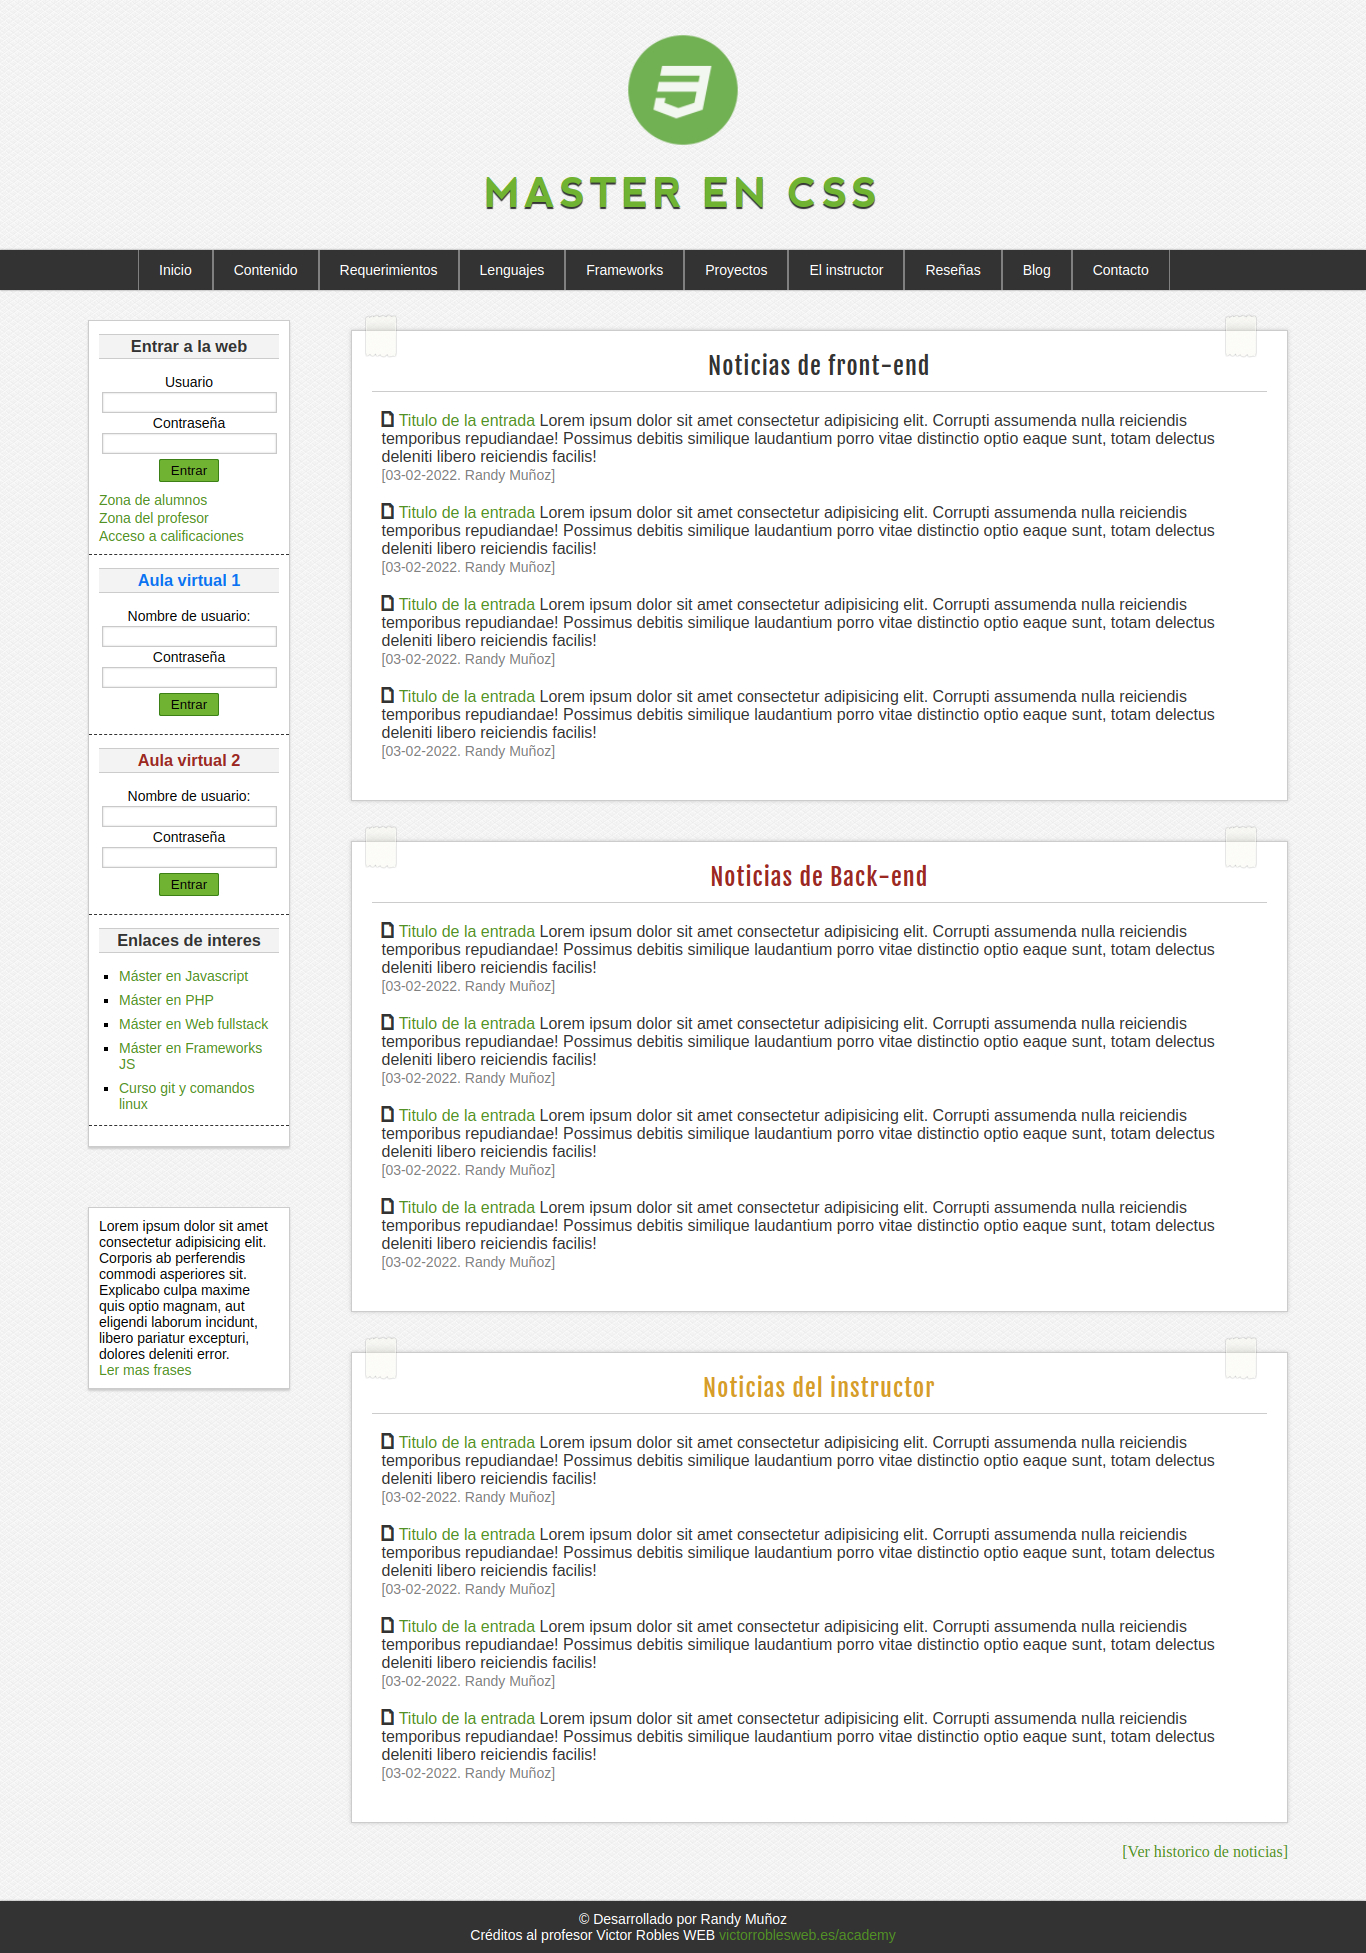 MASTER EN CSS
Inicio
Contenido
Requerimientos
Lenguajes
Frameworks
Proyectos
El instructor
Reseñas
Blog
Contacto
Entrar a la web
Usuario
Contraseña
Entrar
Zona de alumnos
Zona del profesor
Acceso a calificaciones
Aula virtual 1
Nombre de usuario:
Contraseña
Entrar
Aula virtual 2
Nombre de usuario:
Contraseña
Entrar
Enlaces de interes
Máster en Javascript
Máster en PHP
Máster en Web fullstack
Máster en Frameworks
JS
Curso git y comandos
linux
Lorem ipsum dolor sit amet
consectetur adipisicing elit.
Corporis ab perferendis
commodi asperiores sit.
Explicabo culpa maxime
quis optio magnam, aut
eligendi laborum incidunt,
libero pariatur excepturi,
dolores deleniti error.
Ler mas frases
Noticias de front-end
Titulo de la entrada Lorem ipsum dolor sit amet consectetur adipisicing elit. Corrupti assumenda nulla reiciendis
temporibus repudiandae! Possimus debitis similique laudantium porro vitae distinctio optio eaque sunt, totam delectus
deleniti libero reiciendis facilis!
[03-02-2022. Randy Muñoz]
Titulo de la entrada Lorem ipsum dolor sit amet consectetur adipisicing elit. Corrupti assumenda nulla reiciendis
temporibus repudiandae! Possimus debitis similique laudantium porro vitae distinctio optio eaque sunt, totam delectus
deleniti libero reiciendis facilis!
[03-02-2022. Randy Muñoz]
Titulo de la entrada Lorem ipsum dolor sit amet consectetur adipisicing elit. Corrupti assumenda nulla reiciendis
temporibus repudiandae! Possimus debitis similique laudantium porro vitae distinctio optio eaque sunt, totam delectus
deleniti libero reiciendis facilis!
[03-02-2022. Randy Muñoz]
Titulo de la entrada Lorem ipsum dolor sit amet consectetur adipisicing elit. Corrupti assumenda nulla reiciendis
temporibus repudiandae! Possimus debitis similique laudantium porro vitae distinctio optio eaque sunt, totam delectus
deleniti libero reiciendis facilis!
[03-02-2022. Randy Muñoz]
Noticias de Back-end
Titulo de la entrada Lorem ipsum dolor sit amet consectetur adipisicing elit. Corrupti assumenda nulla reiciendis
temporibus repudiandae! Possimus debitis similique laudantium porro vitae distinctio optio eaque sunt, totam delectus
deleniti libero reiciendis facilis!
[03-02-2022. Randy Muñoz]
Titulo de la entrada Lorem ipsum dolor sit amet consectetur adipisicing elit. Corrupti assumenda nulla reiciendis
temporibus repudiandae! Possimus debitis similique laudantium porro vitae distinctio optio eaque sunt, totam delectus
deleniti libero reiciendis facilis!
[03-02-2022. Randy Muñoz]
Titulo de la entrada Lorem ipsum dolor sit amet consectetur adipisicing elit. Corrupti assumenda nulla reiciendis
temporibus repudiandae! Possimus debitis similique laudantium porro vitae distinctio optio eaque sunt, totam delectus
deleniti libero reiciendis facilis!
[03-02-2022. Randy Muñoz]
Titulo de la entrada Lorem ipsum dolor sit amet consectetur adipisicing elit. Corrupti assumenda nulla reiciendis
temporibus repudiandae! Possimus debitis similique laudantium porro vitae distinctio optio eaque sunt, totam delectus
deleniti libero reiciendis facilis!
[03-02-2022. Randy Muñoz]
Noticias del instructor
Titulo de la entrada Lorem ipsum dolor sit amet consectetur adipisicing elit. Corrupti assumenda nulla reiciendis
temporibus repudiandae! Possimus debitis similique laudantium porro vitae distinctio optio eaque sunt, totam delectus
deleniti libero reiciendis facilis!
[03-02-2022. Randy Muñoz]
Titulo de la entrada Lorem ipsum dolor sit amet consectetur adipisicing elit. Corrupti assumenda nulla reiciendis
temporibus repudiandae! Possimus debitis similique laudantium porro vitae distinctio optio eaque sunt, totam delectus
deleniti libero reiciendis facilis!
[03-02-2022. Randy Muñoz]
Titulo de la entrada Lorem ipsum dolor sit amet consectetur adipisicing elit. Corrupti assumenda nulla reiciendis
temporibus repudiandae! Possimus debitis similique laudantium porro vitae distinctio optio eaque sunt, totam delectus
deleniti libero reiciendis facilis!
[03-02-2022. Randy Muñoz]
Titulo de la entrada Lorem ipsum dolor sit amet consectetur adipisicing elit. Corrupti assumenda nulla reiciendis
temporibus repudiandae! Possimus debitis similique laudantium porro vitae distinctio optio eaque sunt, totam delectus
deleniti libero reiciendis facilis!
[03-02-2022. Randy Muñoz]
[Ver historico de noticias]
© Desarrollado por Randy Muñoz
Créditos al profesor Victor Robles WEB victorroblesweb.es/academy